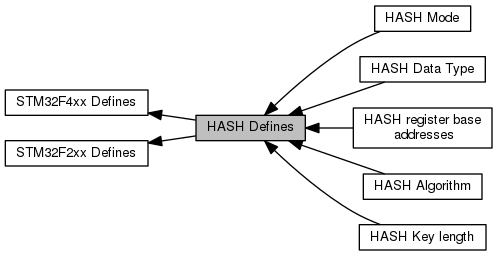 HASH Mode
HASH Data Type
STM32F4xx Defines
HASH Defines
HASH register base
addresses
STM32F2xx Defines
HASH Algorithm
HASH Key length